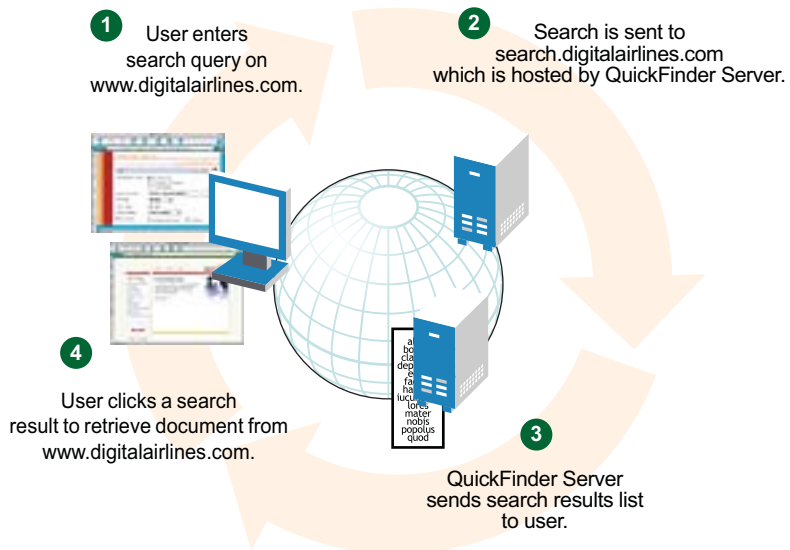 1
User enters
search query on
www.digitalairlines.com.
2
Search is sent to
search.digitalairlines.com
which is hosted by QuickFinder Server.
3
QuickFinder Server
sends search results list
to user.
4
User clicks a search
result to retrieve document from
www.digitalairlines.com.
lores
mater
nobis
popolus
quod